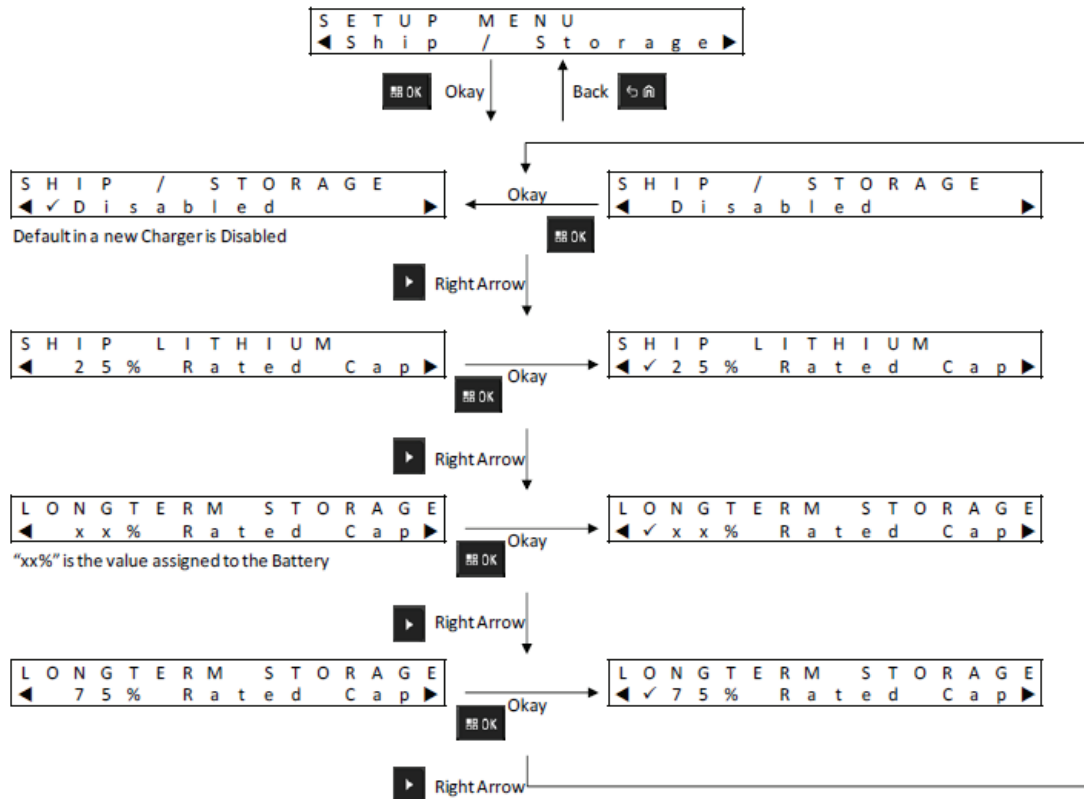 SETUP MENU
◀Ship / Storage▶
OK Okay
Back
SHIP / STORAGE
◀✓Disabled ▶
Default in a new Charger is Disabled
Okay
OK
SHIP / STORAGE
◀ Disabled ▶
Right Arrow
SHIP LITHIUM
◀ 25% Rated Cap▶
Okay
OK
SHIP LITHIUM
◀✓25% Rated Cap▶
Right Arrow
LONGTERM STORAGE
◀ xx% Rated Cap▶
"xx%" is the value assigned to the Battery
Okay
OK
LONGTERM STORAGE
◀✓xx% Rated Cap▶
Right Arrow
LONGTERM STORAGE
◀ 75% Rated Cap▶
Okay
OK
LONGTERM STORAGE
◀✓75% Rated Cap▶
Right Arrow